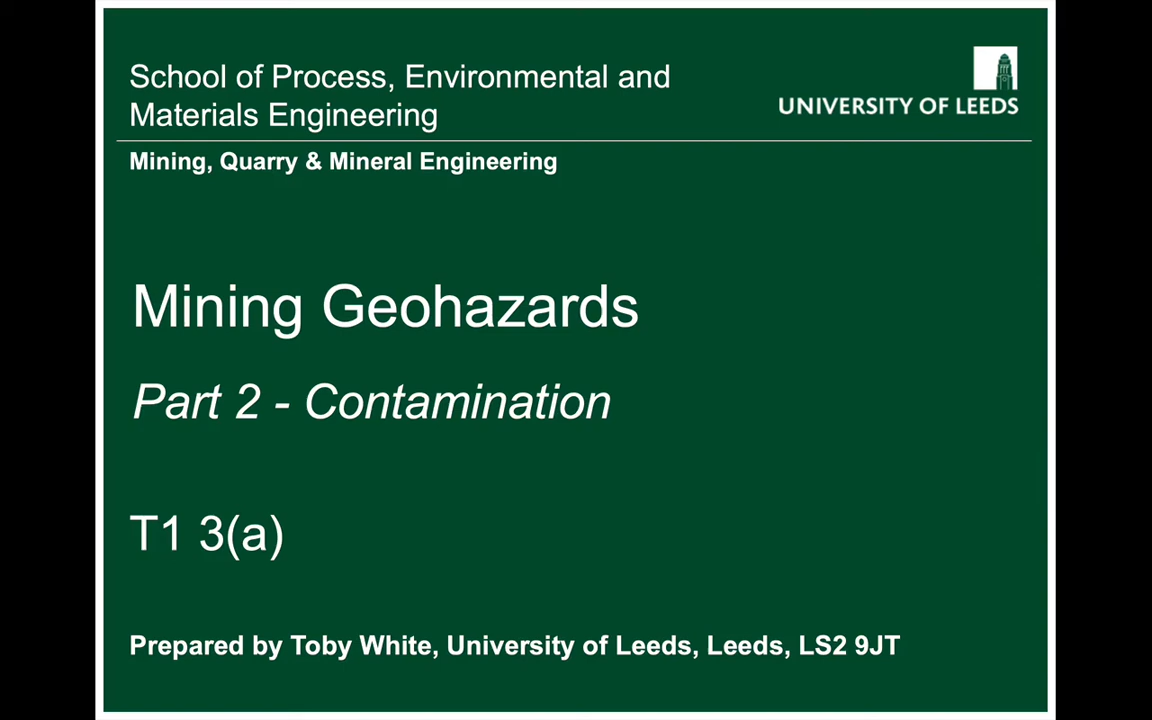 School of Process, Environmental and
Materials Engineering
UNIVERSITY OF LEEDS
Mining, Quarry & Mineral Engineering
Mining Geohazards
Part 2 - Contamination
T1 3(a)
Prepared by Toby White, University of Leeds, Leeds, LS2 9JT